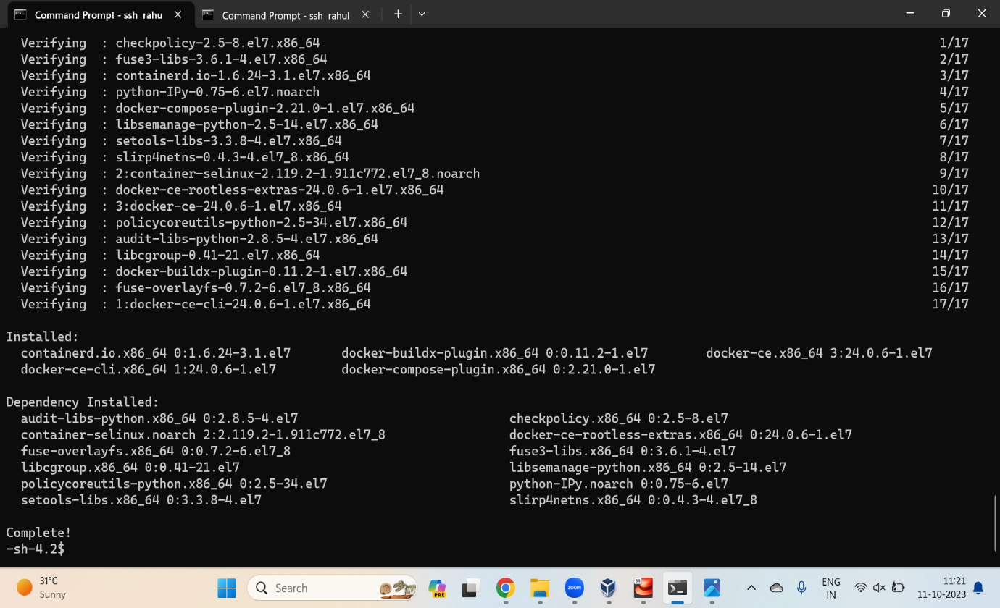 Command Prompt - ssh rahu
Command Prompt - ssh rahul
Verifying : checkpolicy-2.5-8.el7.x86_64 1/17
Verifying : fuse3-libs-3.6.1-4.el7.x86_64 2/17
Verifying : containerd.io-1.6.24-3.1.el7.x86_64 3/17
Verifying : python-IPy-0.75-6.el7.noarch 4/17
Verifying : docker-compose-plugin-2.21.0-1.el7.x86_64 5/17
Verifying : libsemanage-python-2.5-14.el7.x86_64 6/17
Verifying : setools-libs-3.3.8-4.el7.x86_64 7/17
Verifying : slirp4netns-0.4.3-4.el7_8.x86_64 8/17
Verifying : 2:container-selinux-2.119.2-1.911c772.el7_8.noarch 9/17
Verifying : docker-ce-rootless-extras-24.0.6-1.el7.x86_64 10/17
Verifying : 3:docker-ce-24.0.6-1.el7.x86_64 11/17
Verifying : policycoreutils-python-2.5-34.el7.x86_64 12/17
Verifying : audit-libs-python-2.8.5-4.el7.x86_64 13/17
Verifying : libcgroup-0.41-21.el7.x86_64 14/17
Verifying : docker-buildx-plugin-0.11.2-1.el7.x86_64 15/17
Verifying : fuse-overlayfs-0.7.2-6.el7_8.x86_64 16/17
Verifying : 1:docker-ce-cli-24.0.6-1.el7.x86_64 17/17
Installed:
containerd.io.x86_64 0:1.6.24-3.1.el7 docker-buildx-plugin.x86_64 0:0.11.2-1.el7 docker-ce.x86_64 3:24.0.6-1.el7
docker-ce-cli.x86_64 1:24.0.6-1.el7 docker-compose-plugin.x86_64 0:2.21.0-1.el7
Dependency Installed:
audit-libs-python.x86_64 0:2.8.5-4.el7 checkpolicy.x86_64 0:2.5-8.el7
container-selinux.noarch 2:2.119.2-1.911c772.el7_8 docker-ce-rootless-extras.x86_64 0:24.0.6-1.el7
fuse-overlayfs.x86_64 0:0.7.2-6.el7_8 fuse3-libs.x86_64 0:3.6.1-4.el7
libcgroup.x86_64 0:0.41-21.el7 libsemanage-python.x86_64 0:2.5-14.el7
policycoreutils-python.x86_64 0:2.5-34.el7 python-IPy.noarch 0:0.75-6.el7
setools-libs.x86_64 0:3.3.8-4.el7 slirp4netns.x86_64 0:0.4.3-4.el7_8
Complete!
-sh-4.2$
31°C
Sunny
Search
PRE
zoom
64
ENG
IN
11:21
11-10-2023